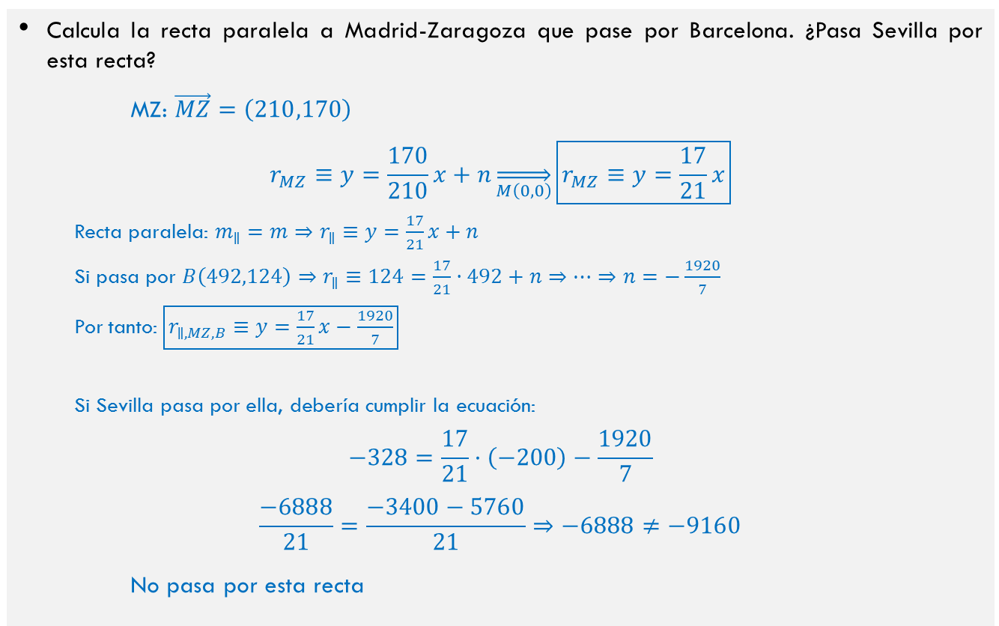 • Calcula la recta paralela a Madrid-Zaragoza que pase por Barcelona. ¿Pasa Sevilla por
esta recta?
MZ: $\overrightarrow{MZ} = (210,170)$
$r_{MZ} \equiv y = \frac{170}{210}x + n \underset{M(0,0)}{\Longrightarrow} \boxed{r_{MZ} \equiv y = \frac{17}{21}x}$
Recta paralela: $m_{\parallel} = m \Rightarrow r_{\parallel} \equiv y = \frac{17}{21}x + n$
Si pasa por $B(492,124) \Rightarrow r_{\parallel} \equiv 124 = \frac{17}{21} \cdot 492 + n \Rightarrow \cdots \Rightarrow n = -\frac{1920}{7}$
Por tanto: $\boxed{r_{\parallel,MZ,B} \equiv y = \frac{17}{21}x - \frac{1920}{7}}$
Si Sevilla pasa por ella, debería cumplir la ecuación:
$-328 = \frac{17}{21} \cdot (-200) - \frac{1920}{7}$
$\frac{-6888}{21} = \frac{-3400 - 5760}{21} \Rightarrow -6888 \neq -9160$
No pasa por esta recta